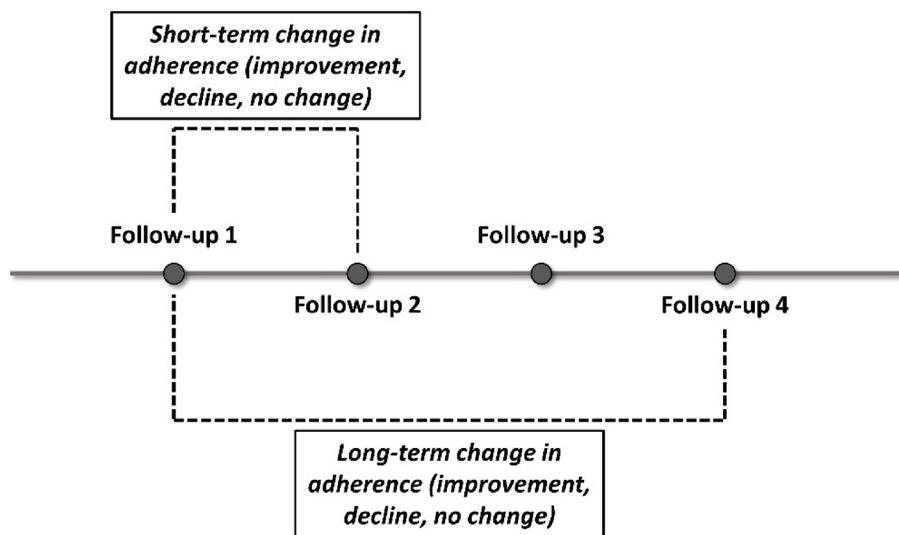 Short-term change in
adherence (improvement,
decline, no change)
Follow-up 1
Follow-up 3
Follow-up 2
Follow-up 4
Long-term change in
adherence (improvement,
decline, no change)